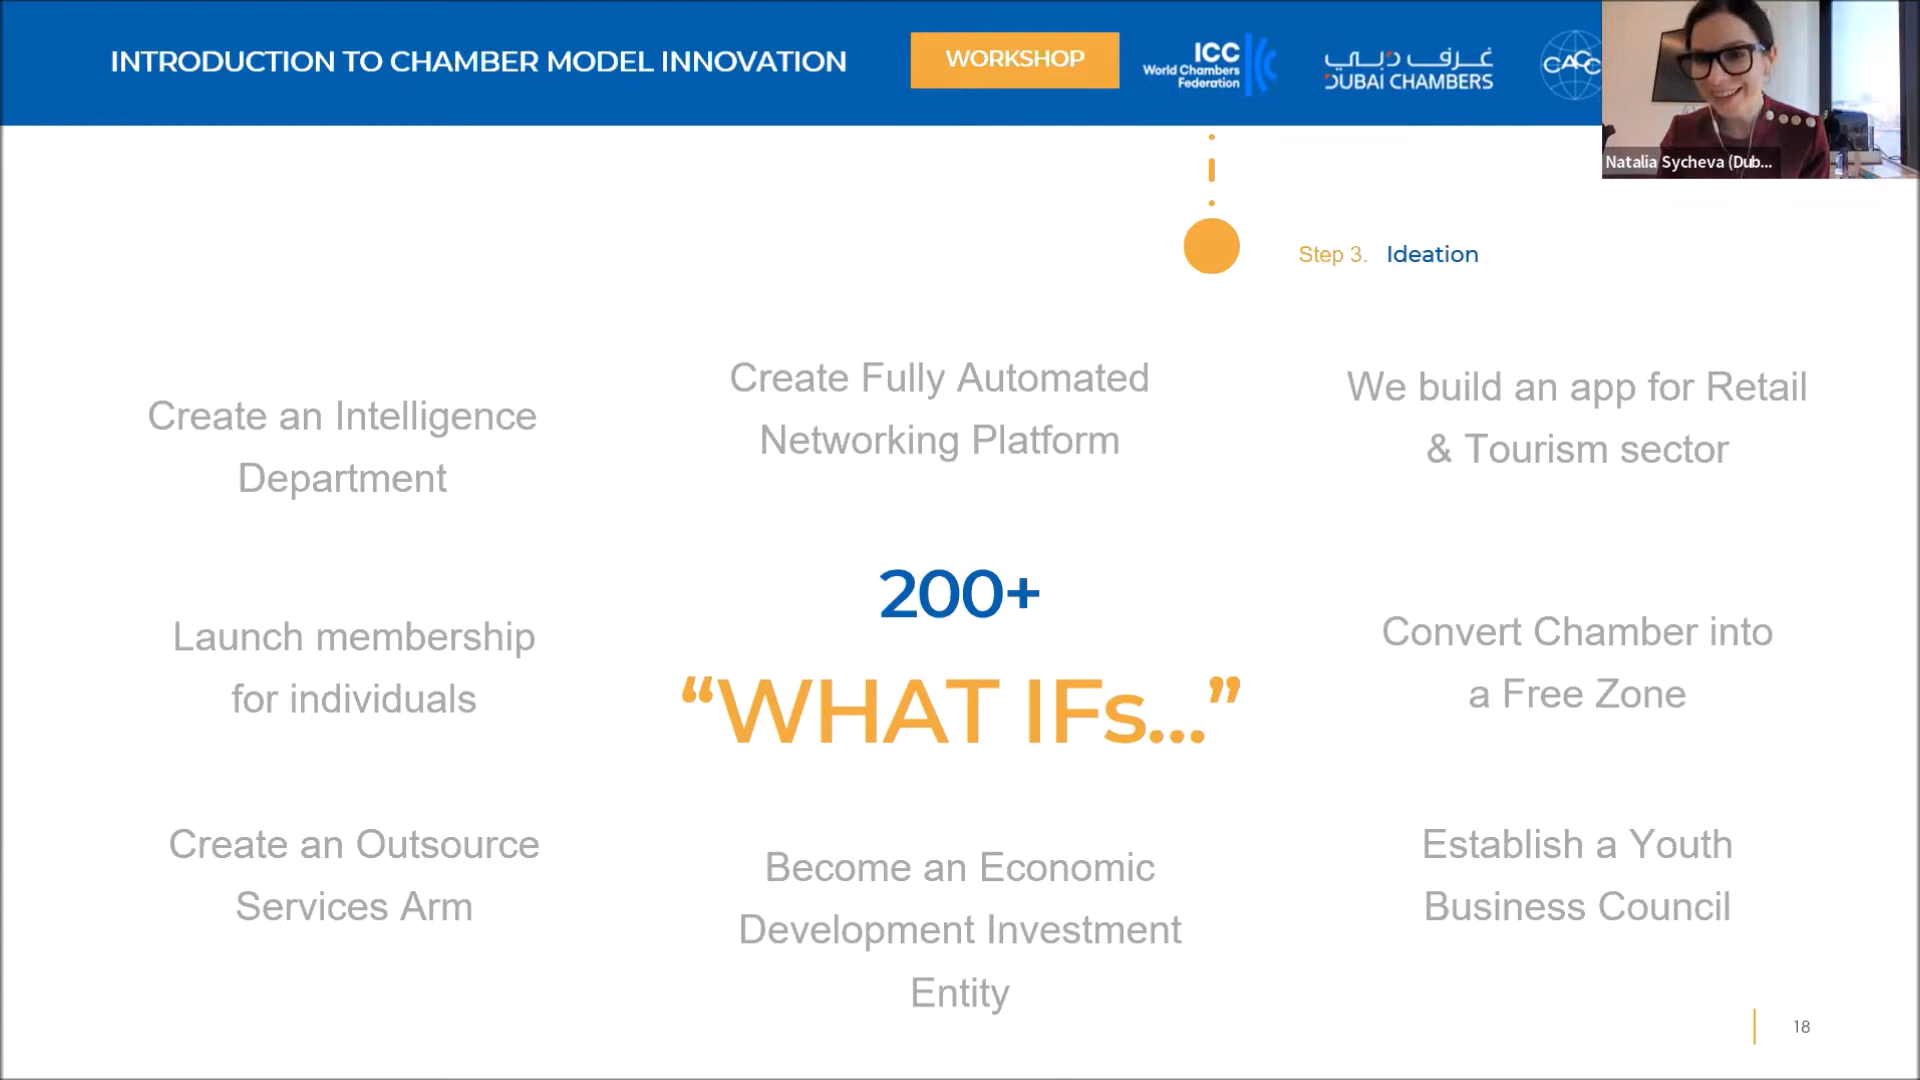 INTRODUCTION TO CHAMBER MODEL INNOVATION
WORKSHOP
ICC
World Chambers
Federation
غرف دبي
DUBAI CHAMBERS
CACC
Natalia Sycheva (Dub...
Step 3. Ideation
Create an Intelligence
Department
Create Fully Automated
Networking Platform
We build an app for Retail
& Tourism sector
200+
“WHAT IFs...”
Launch membership
for individuals
Convert Chamber into
a Free Zone
Create an Outsource
Services Arm
Become an Economic
Development Investment
Entity
Establish a Youth
Business Council
18